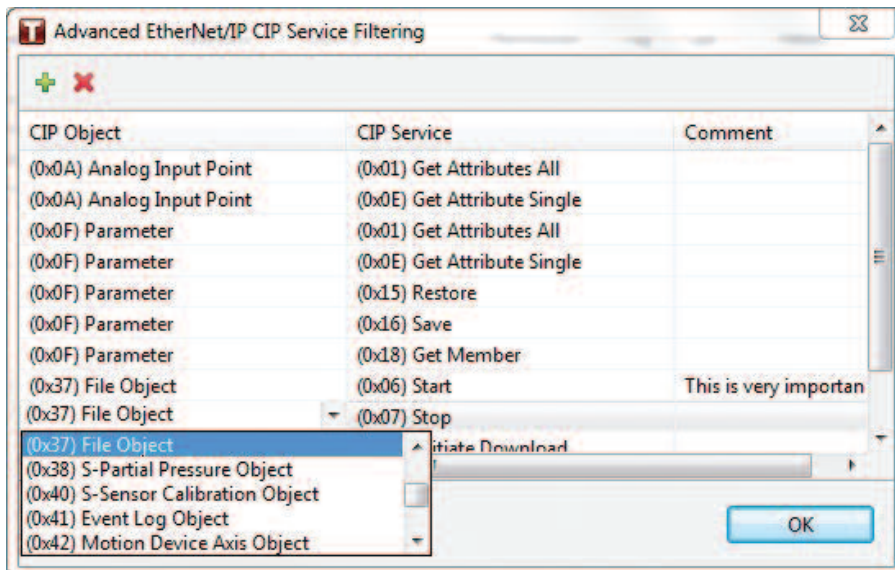 Advanced EtherNet/IP CIP Service Filtering
CIP Object CIP Service Comment
(0x0A) Analog Input Point (0x01) Get Attributes All
(0x0A) Analog Input Point (0x0E) Get Attribute Single
(0x0F) Parameter (0x01) Get Attributes All
(0x0F) Parameter (0x0E) Get Attribute Single
(0x0F) Parameter (0x15) Restore
(0x0F) Parameter (0x16) Save
(0x0F) Parameter (0x18) Get Member
(0x37) File Object (0x06) Start This is very importan
(0x37) File Object (0x07) Stop
(0x37) File Object itiate Download
(0x38) S-Partial Pressure Object
(0x40) S-Sensor Calibration Object
(0x41) Event Log Object
(0x42) Motion Device Axis Object
OK